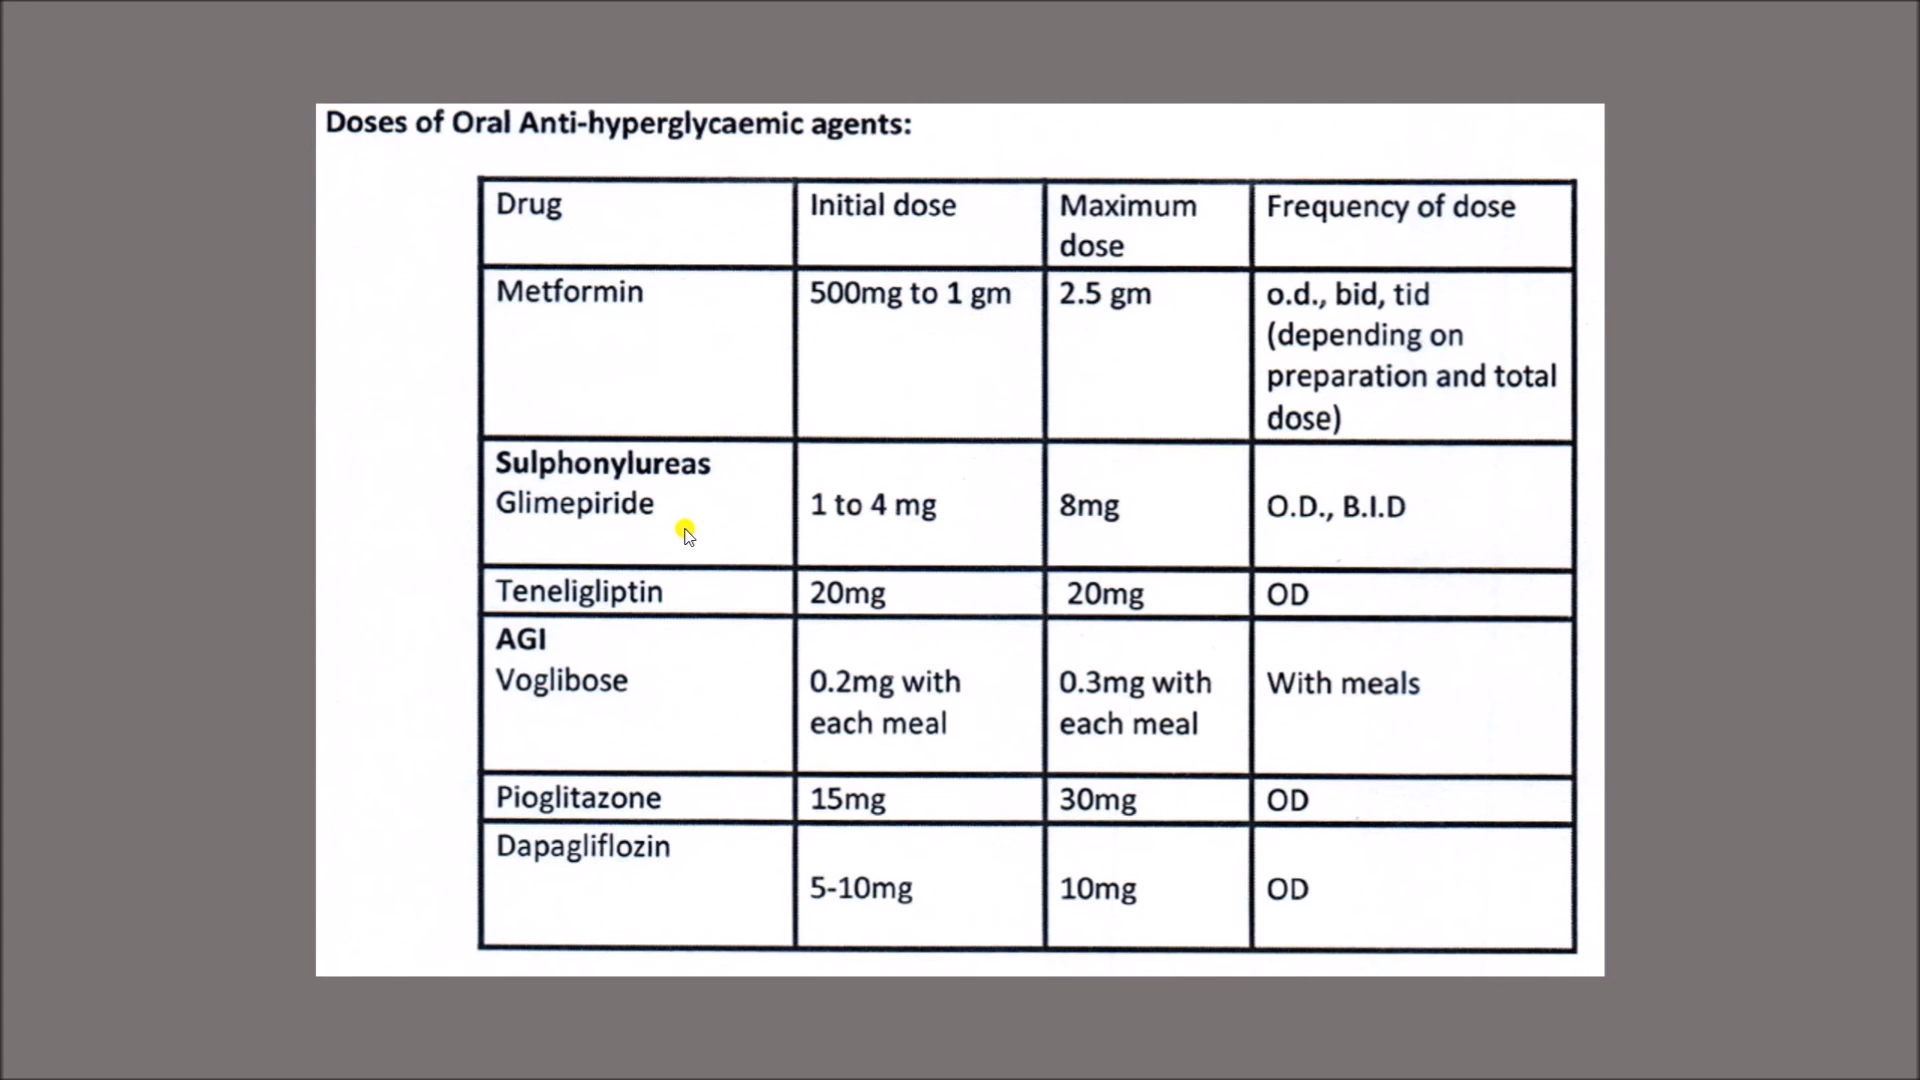 Doses of Oral Anti-hyperglycaemic agents:
Drug Initial dose Maximum dose Frequency of dose
Metformin 500mg to 1 gm 2.5 gm o.d., bid, tid
(depending on
preparation and total
dose)
Sulphonylureas
Glimepiride 1 to 4 mg 8mg O.D., B.I.D
Teneligliptin 20mg 20mg OD
AGI
Voglibose 0.2mg with 0.3mg with With meals
each meal each meal
Pioglitazone 15mg 30mg OD
Dapagliflozin
5-10mg 10mg OD